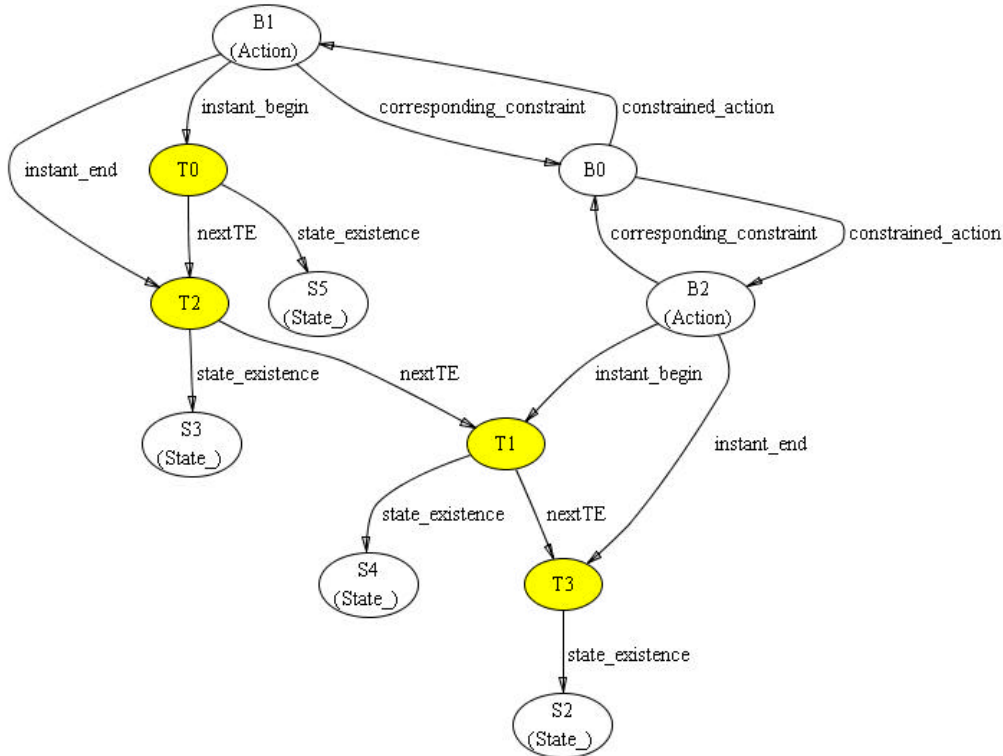 B1
(Action)
instant_begin
corresponding_constraint
constrained_action
instant_end
T0
B0
nextTE
state_existence
corresponding_constraint
constrained_action
T2
S5
(State_)
B2
(Action)
state_existence
nextTE
instant_begin
S3
(State_)
T1
instant_end
state_existence
nextTE
S4
(State_)
T3
state_existence
S2
(State_)